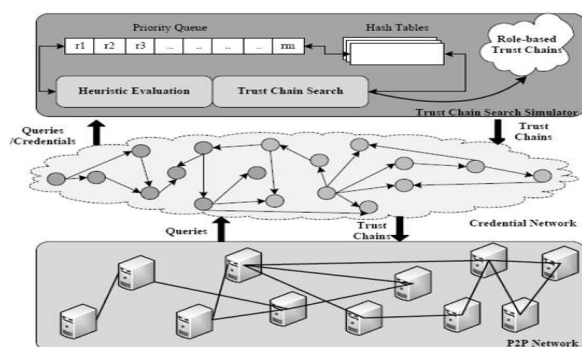 Priority Queue
Hash Tables
Role-based
Trust Chains
r1 r2 r3 .. .. .. .. rm
Heuristic Evaluation
Trust Chain Search
Trust Chain Search Simulator
Queries
/Credentials
Trust
Chains
Credential Network
Queries
Trust
Chains
P2P Network